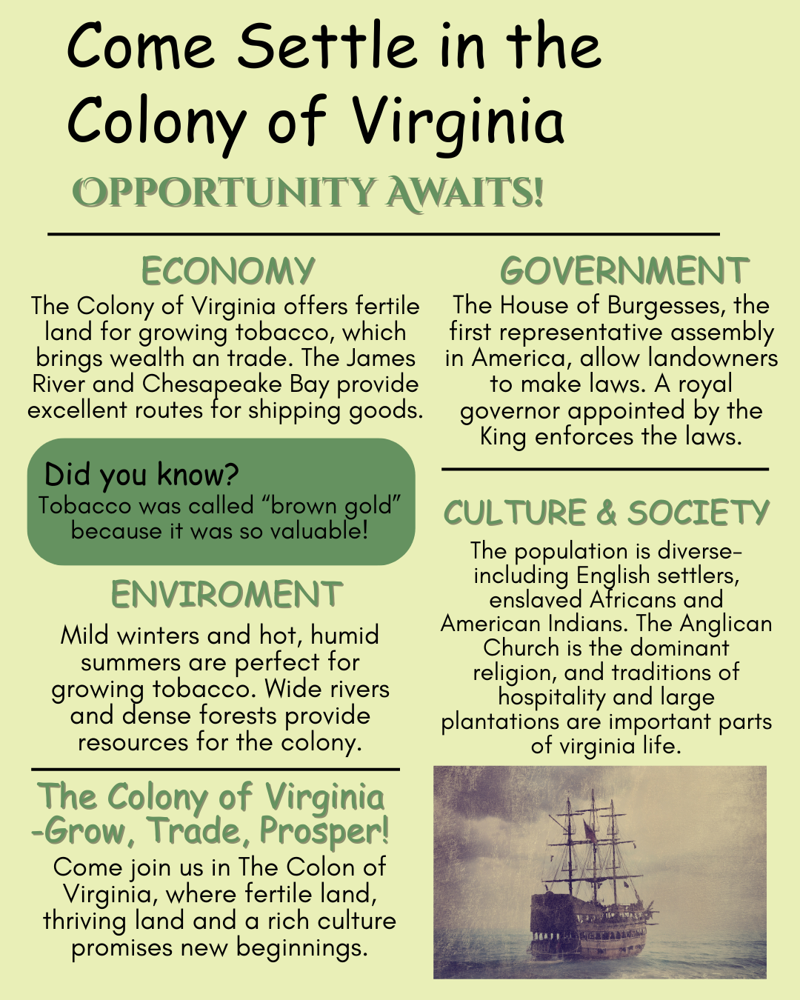 Come Settle in the
Colony of Virginia
OPPORTUNITY AWAITS!
ECONOMY
The Colony of Virginia offers fertile
land for growing tobacco, which
brings wealth an trade. The James
River and Chesapeake Bay provide
excellent routes for shipping goods.
Did you know?
Tobacco was called “brown gold”
because it was so valuable!
ENVIROMENT
Mild winters and hot, humid
summers are perfect for
growing tobacco. Wide rivers
and dense forests provide
resources for the colony.
The Colony of Virginia
-Grow, Trade, Prosper!
Come join us in The Colon of
Virginia, where fertile land,
thriving land and a rich culture
promises new beginnings.
GOVERNMENT
The House of Burgesses, the
first representative assembly
in America, allow landowners
to make laws. A royal
governor appointed by the
King enforces the laws.
CULTURE & SOCIETY
The population is diverse-
including English settlers,
enslaved Africans and
American Indians. The Anglican
Church is the dominant
religion, and traditions of
hospitality and large
plantations are important parts
of virginia life.